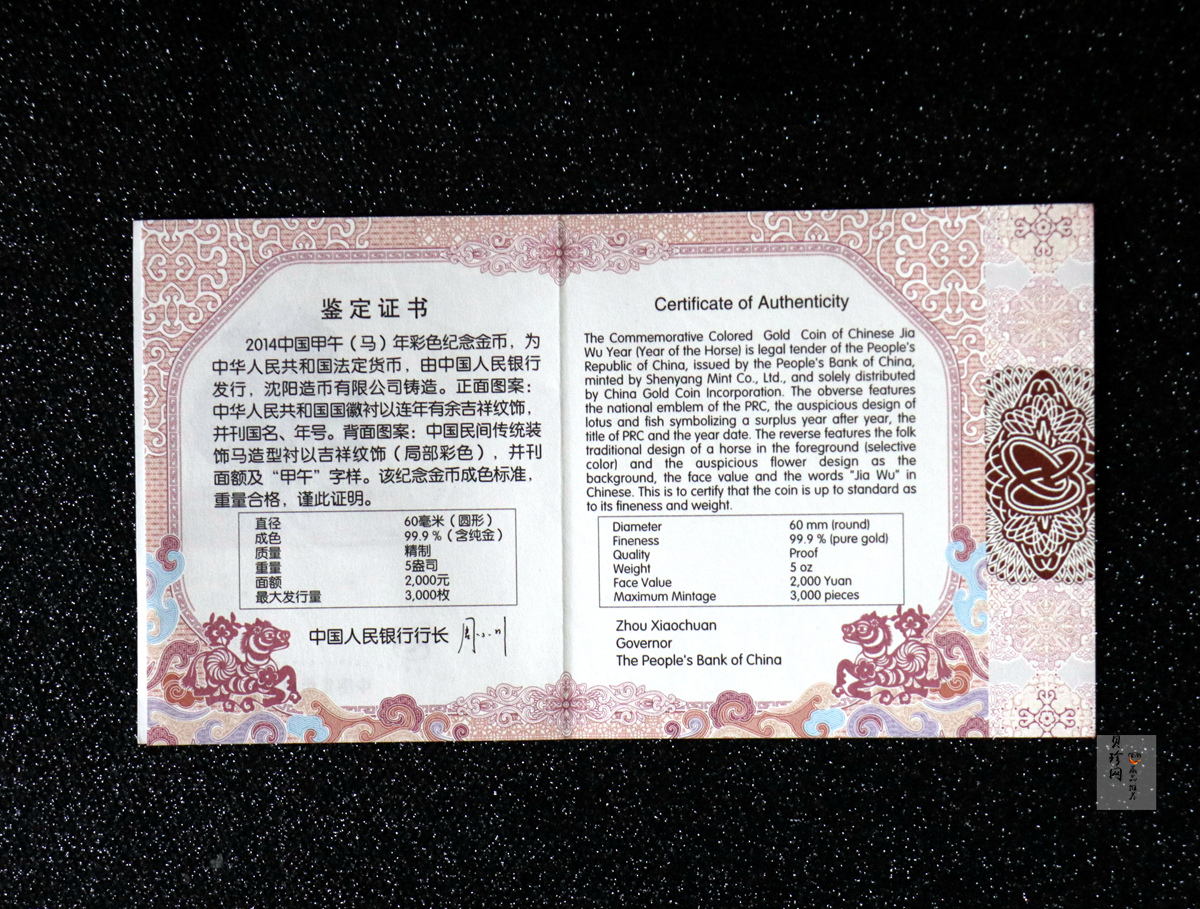 鉴定证书
2014中国甲午（马）年彩色纪念金币，为
中华人民共和国法定货币，由中国人民银行
发行，沈阳造币有限公司铸造。正面图案：
中华人民共和国国徽衬以连年有余吉祥纹饰，
并刊国名、年号。背面图案：中国民间传统装
饰马造型衬以吉祥纹饰（局部彩色），并刊
面额及“甲午”字样。该纪念金币成色标准，
重量合格，谨此证明。
直径 60毫米（圆形）
成色 99.9％（含纯金）
质量 精制
重量 5盎司
面额 2,000元
最大发行量 3,000枚
中国人民银行行长 周小川
Certificate of Authenticity
The Commemorative Colored Gold Coin of Chinese Jia
Wu Year (Year of the Horse) is legal tender of the People's
Republic of China, issued by the People's Bank of China,
minted by Shenyang Mint Co., Ltd., and solely distributed
by China Gold Coin Incorporation. The obverse features
the national emblem of the PRC, the auspicious design of
lotus and fish symbolizing a surplus year after year, the
title of PRC and the year date. The reverse features the folk
traditional design of a horse in the foreground (selective
color) and the auspicious flower design as the
background, the face value and the words "Jia Wu" in
Chinese. This is to certify that the coin is up to standard as
to its fineness and weight.
Diameter 60 mm (round)
Fineness 99.9 % (pure gold)
Quality Proof
Weight 5 oz
Face Value 2,000 Yuan
Maximum Mintage 3,000 pieces
Zhou Xiaochuan
Governor
The People's Bank of China
贝珍网